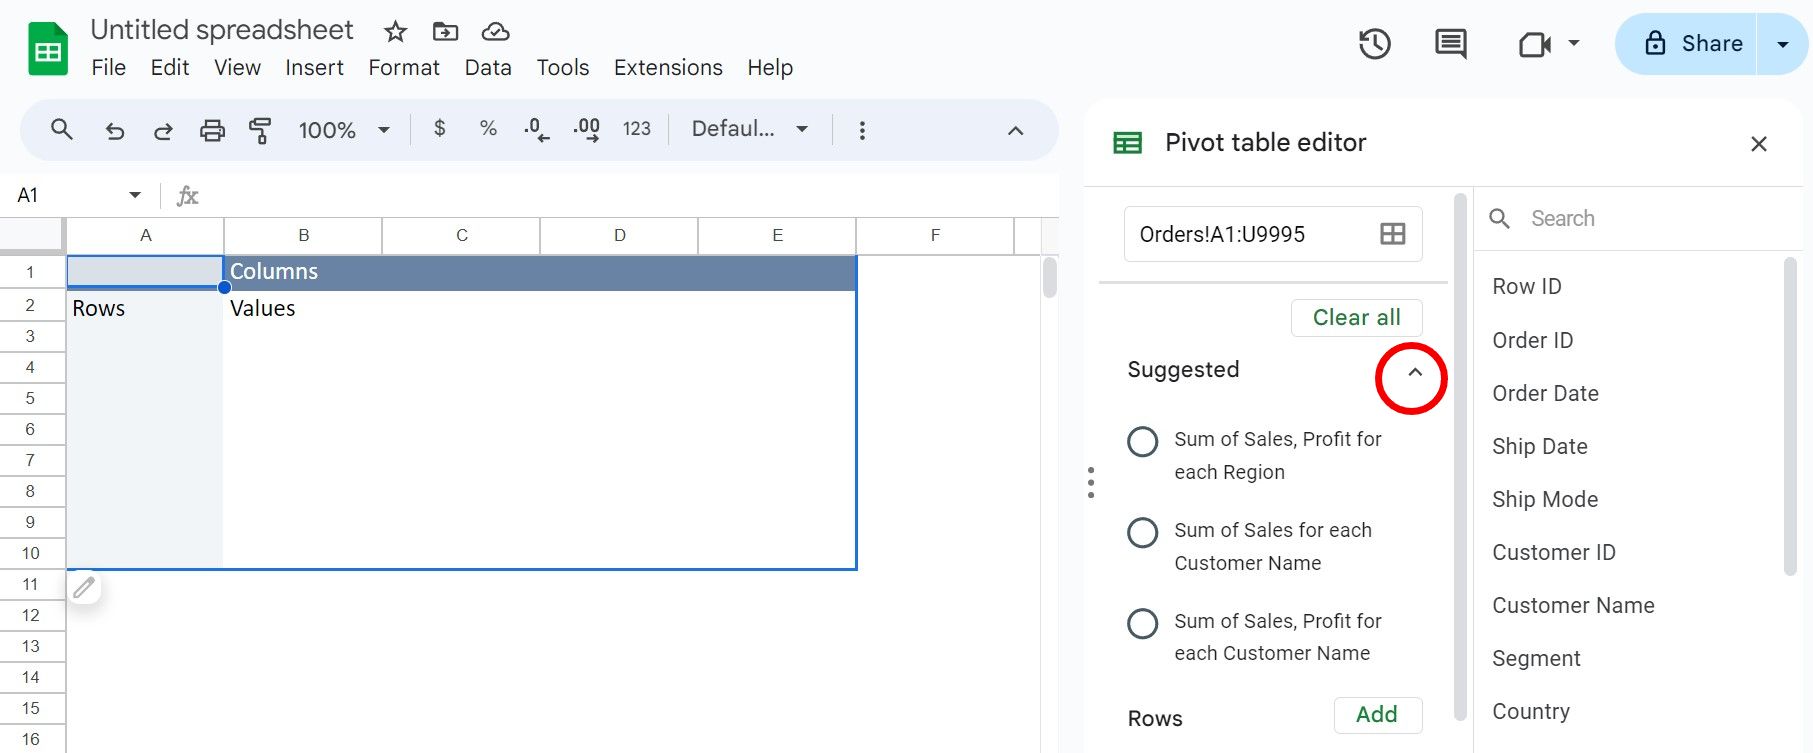 Untitled spreadsheet
File Edit View Insert Format Data Tools Extensions Help
Share
100% $ % .0 .00 123 Defaul...
A1 fx
A B C D E F
1 Columns
2 Rows Values
3
4
5
6
7
8
9
10
11
12
13
14
15
16
Pivot table editor
Orders!A1:U9995
Clear all
Suggested
Sum of Sales, Profit for
each Region
Sum of Sales for each
Customer Name
Sum of Sales, Profit for
each Customer Name
Rows Add
Search
Row ID
Order ID
Order Date
Ship Date
Ship Mode
Customer ID
Customer Name
Segment
Country